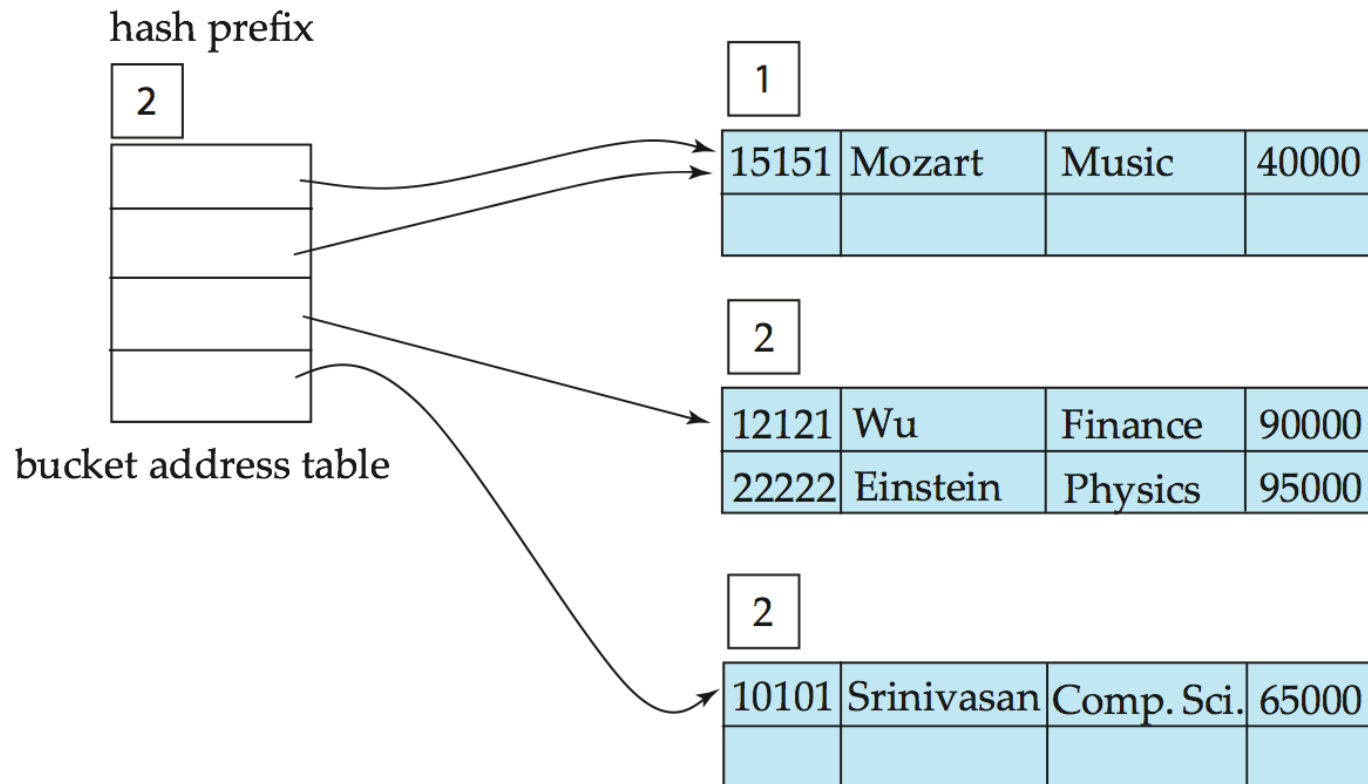 hash prefix
2
bucket address table
1
15151 Mozart Music 40000
2
12121 Wu Finance 90000
22222 Einstein Physics 95000
2
10101 Srinivasan Comp. Sci. 65000